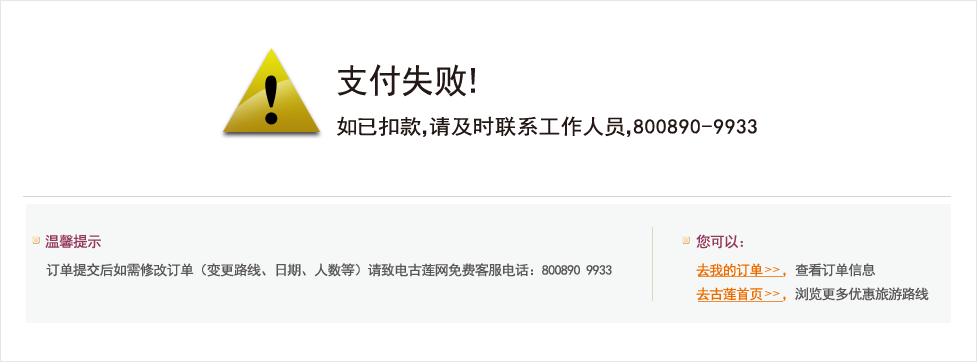 支付失败!
如已扣款,请及时联系工作人员,800890-9933
温馨提示
订单提交后如需修改订单（变更路线、日期、人数等）请致电古莲网免费客服电话：800890 9933
您可以：
去我的订单>>，查看订单信息
去古莲首页>>，浏览更多优惠旅游路线